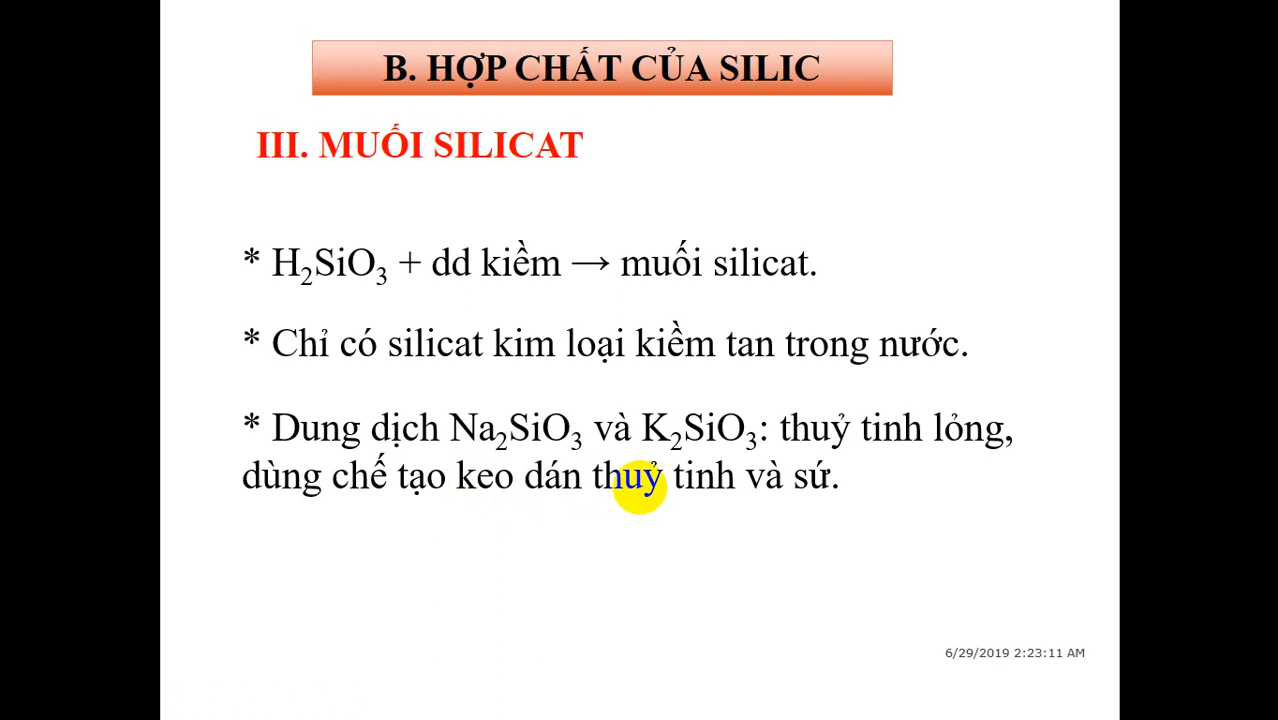 B. HỢP CHẤT CỦA SILIC
III. MUỐI SILICAT
* H₂SiO₃ + dd kiềm → muối silicat.
* Chỉ có silicat kim loại kiềm tan trong nước.
* Dung dịch Na₂SiO₃ và K₂SiO₃: thuỷ tinh lỏng,
dùng chế tạo keo dán thuỷ tinh và sứ.
6/29/2019 2:23:11 AM